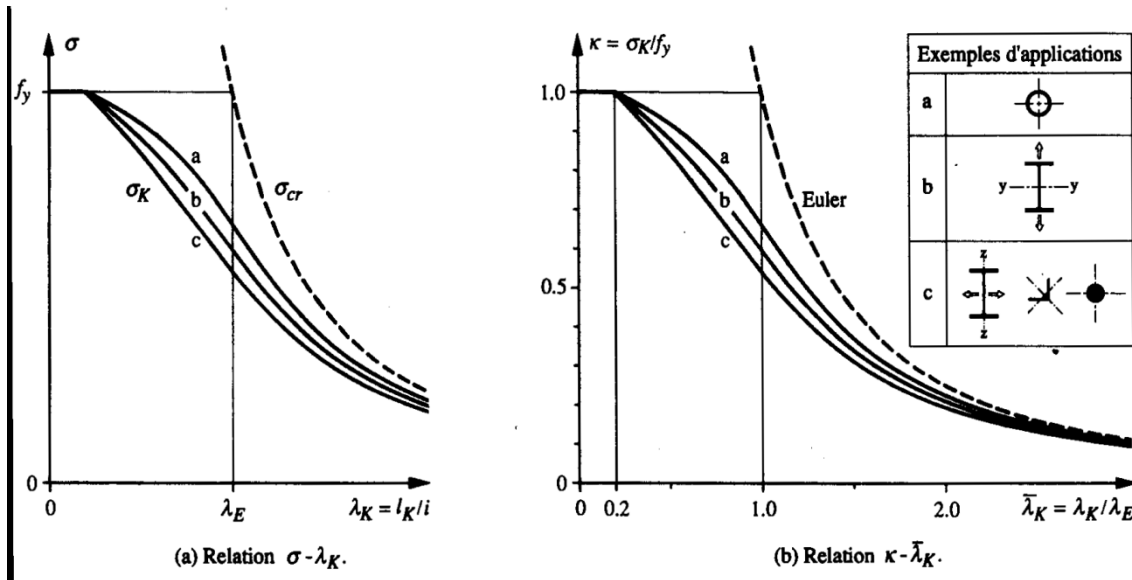 σ
f_y
a
b
c
σ_K
σ_cr
0
0
λ_E
λ_K = l_K/i
(a) Relation σ - λ_K.
κ = σ_K/f_y
1.0
0.5
0
a
b
c
Euler
0
0.2
1.0
2.0
λ̄_K = λ_K/λ_E
(b) Relation κ - λ̄_K.
Exemples d'applications
a
b
y
y
c
z
z